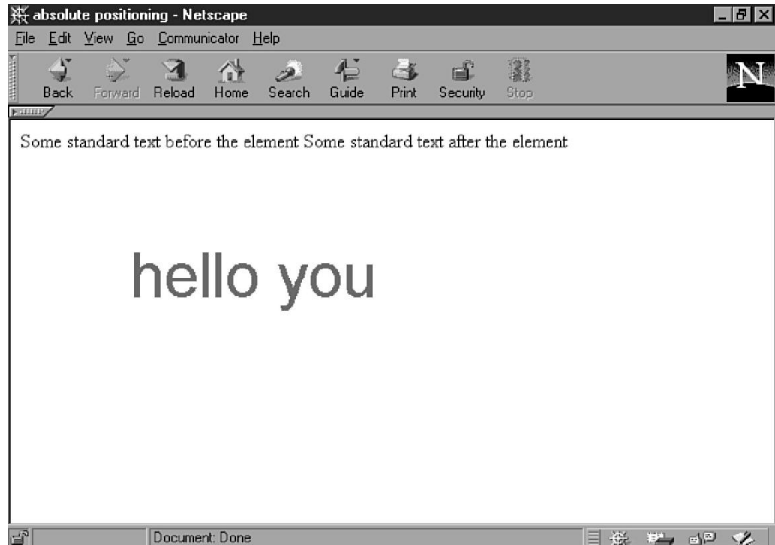 absolute positioning - Netscape
File Edit View Go Communicator Help
N
Back Forward Reload Home Search Guide Print Security Stop
Some standard text before the element Some standard text after the element
hello you
Document: Done